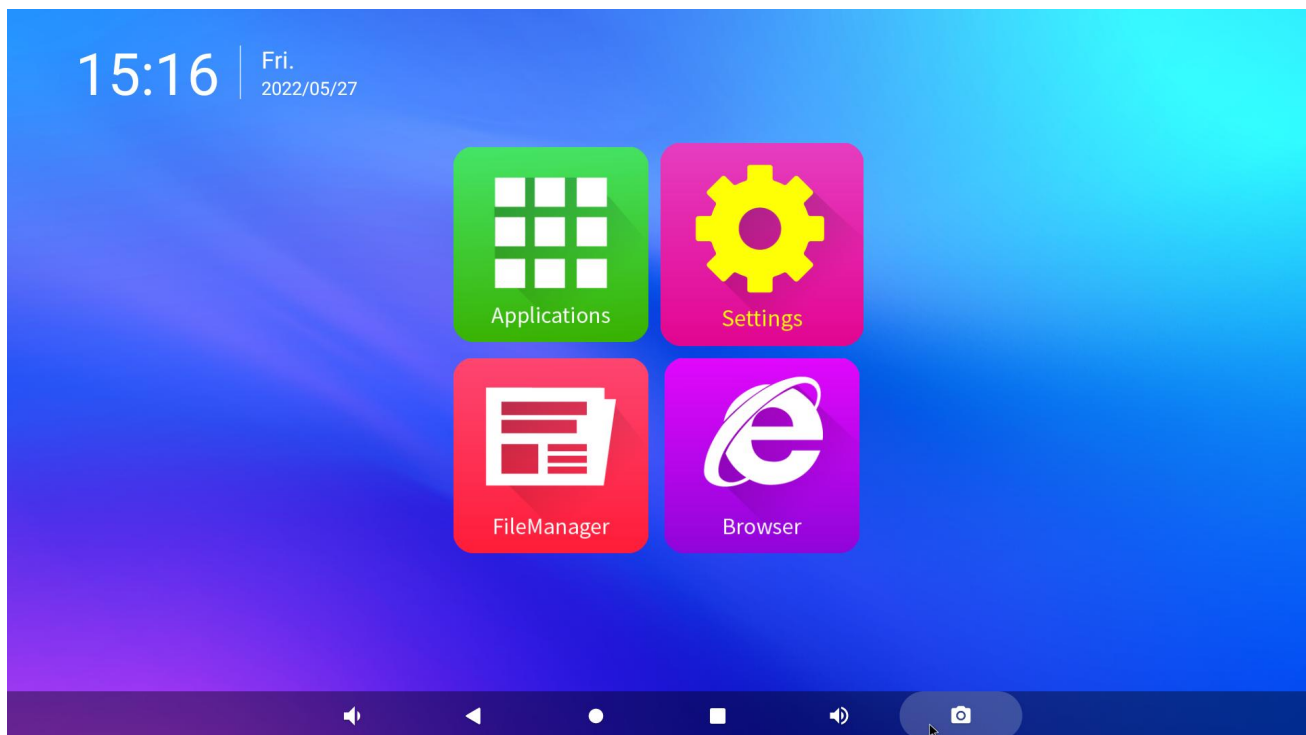 15:16
Fri.
2022/05/27
Applications
Settings
FileManager
Browser